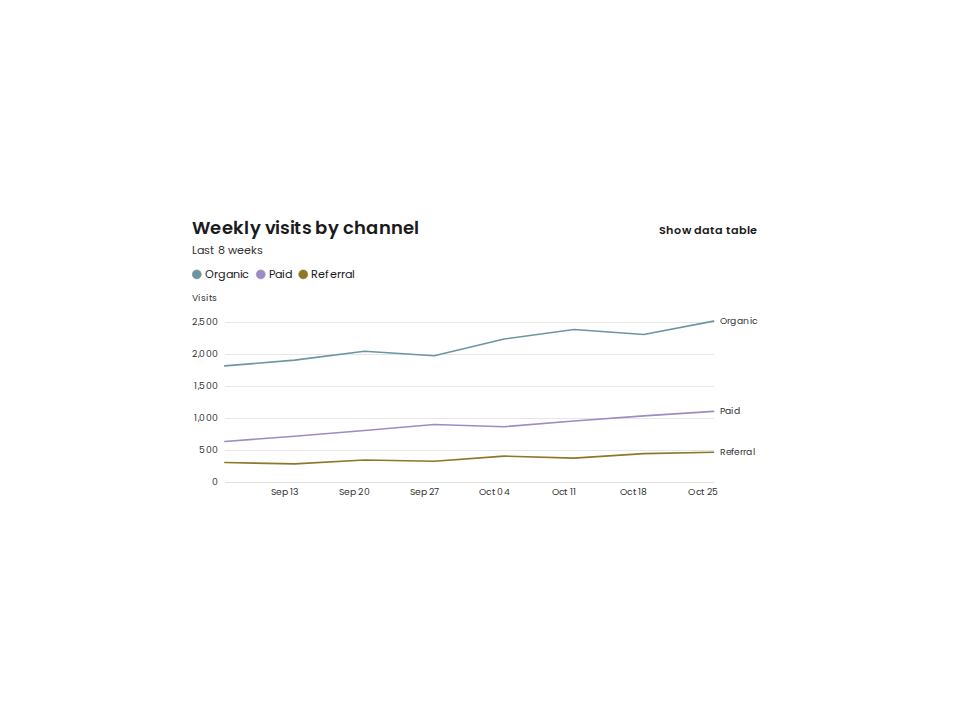 Weekly visits by channel
Show data table
Last 8 weeks
Organic Paid Referral
Visits
2,500
Organic
2,000
1,500
1,000
Paid
500
Referral
0
Sep 13 Sep 20 Sep 27 Oct 04 Oct 11 Oct 18 Oct 25